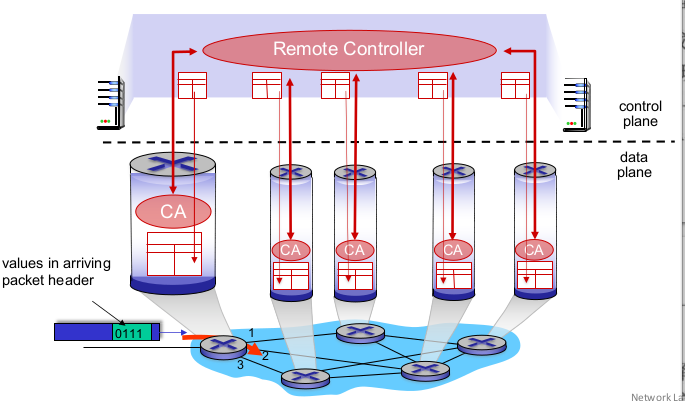 Remote Controller
control
plane
data
plane
CA
CA
CA
CA
CA
values in arriving
packet header
0111
1
2
3
Network La